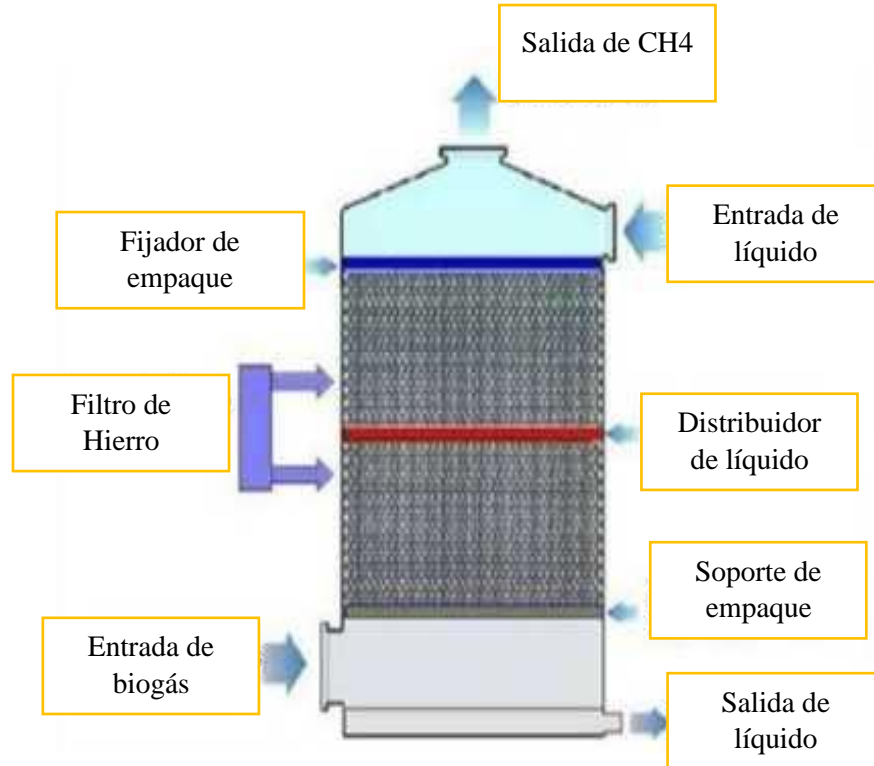 Salida de CH4
Entrada de
líquido
Fijador de
empaque
Filtro de
Hierro
Distribuidor
de líquido
Soporte de
empaque
Entrada de
biogás
Salida de
líquido